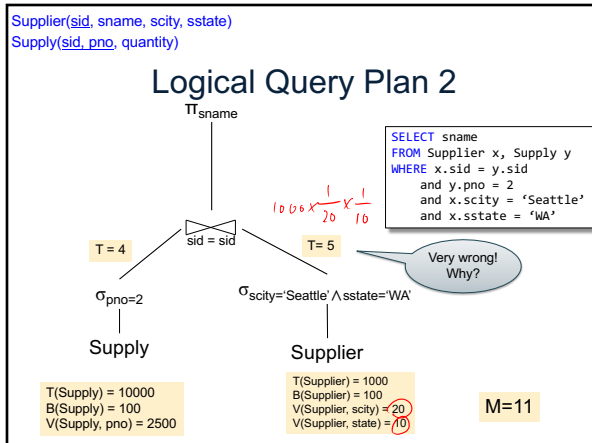 Supplier(sid, sname, scity, sstate)
Supply(sid, pno, quantity)
Logical Query Plan 2
Πsname
SELECT sname
FROM Supplier x, Supply y
WHERE x.sid = y.sid
and y.pno = 2
and x.scity = ‘Seattle’
and x.sstate = ‘WA’
1000 x 1/20 x 1/10
sid = sid
T = 4
T= 5
Very wrong!
Why?
σpno=2
σscity=‘Seattle’ ∧ sstate=‘WA’
Supply
Supplier
T(Supply) = 10000
B(Supply) = 100
V(Supply, pno) = 2500
T(Supplier) = 1000
B(Supplier) = 100
V(Supplier, scity) = 20
V(Supplier, state) = 10
M=11